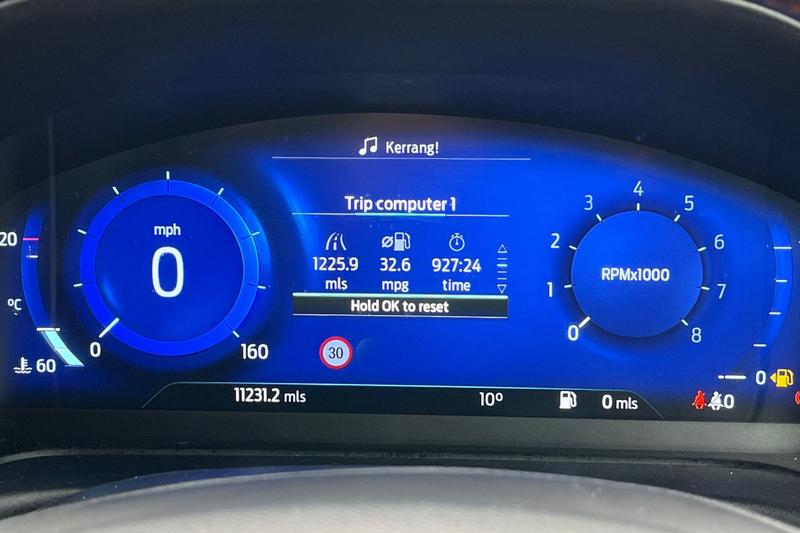 Kerrang!
Trip computer 1
1225.9 32.6 927:24
mls mpg time
Hold OK to reset
mph
0
0 160
30
20
°C
60
RPMx1000
0 1 2 3 4 5 6 7 8
0
11231.2 mls 10° 0 mls 0